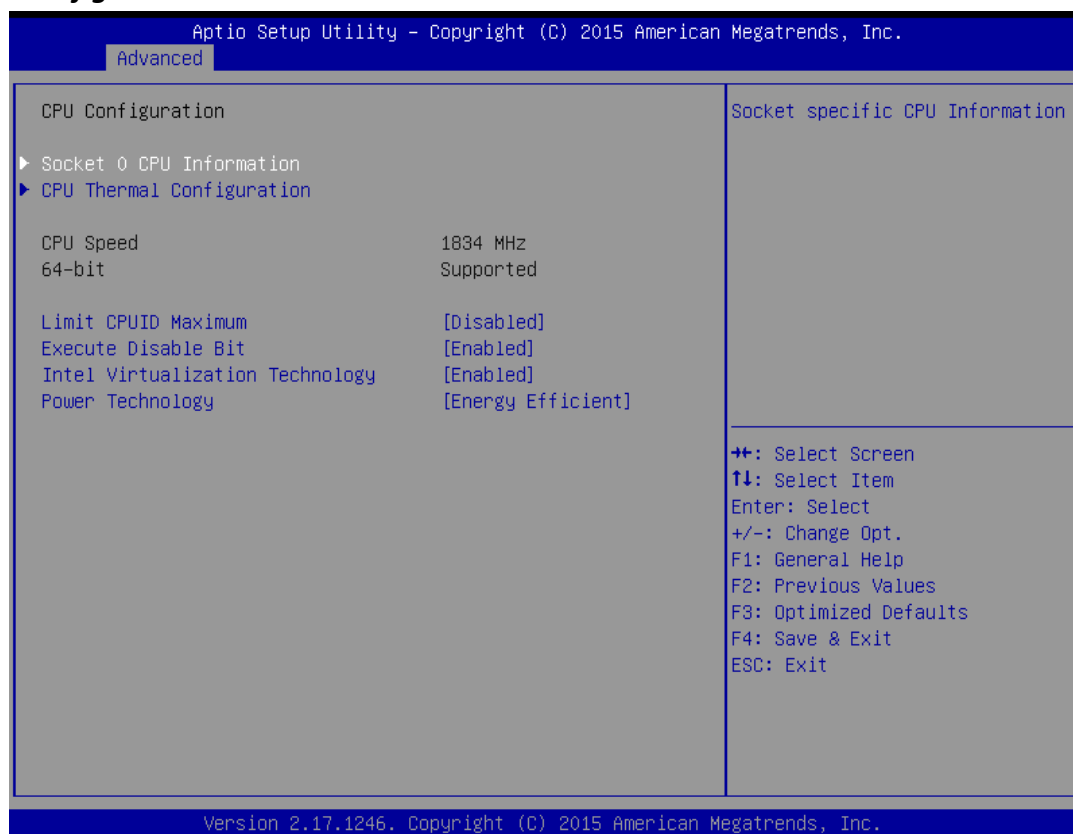 Aptio Setup Utility – Copyright (C) 2015 American Megatrends, Inc.
Advanced
CPU Configuration
Socket 0 CPU Information
CPU Thermal Configuration
CPU Speed 1834 MHz
64-bit Supported
Limit CPUID Maximum [Disabled]
Execute Disable Bit [Enabled]
Intel Virtualization Technology [Enabled]
Power Technology [Energy Efficient]
Socket specific CPU Information
→←: Select Screen
↑↓: Select Item
Enter: Select
+/-: Change Opt.
F1: General Help
F2: Previous Values
F3: Optimized Defaults
F4: Save & Exit
ESC: Exit
Version 2.17.1246. Copyright (C) 2015 American Megatrends, Inc.